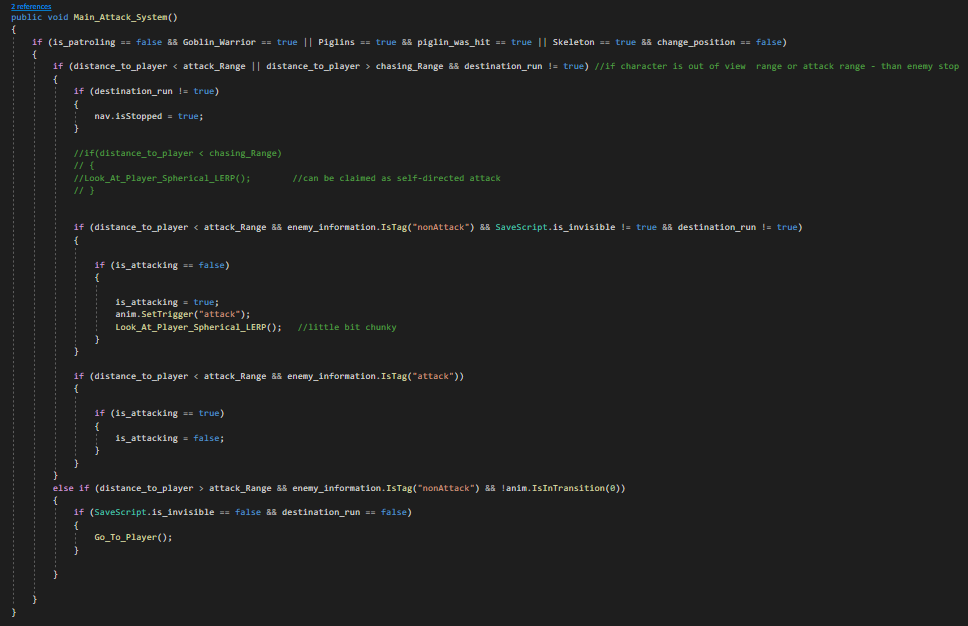 2 references
public void Main_Attack_System()
{
if (is_patroling == false && Goblin_Warrior == true || Piglins == true && piglin_was_hit == true || Skeleton == true && change_position == false)
{
if (distance_to_player < attack_Range || distance_to_player > chasing_Range && destination_run != true) //if character is out of view  range or attack range - than enemy stop
{
if (destination_run != true)
{
nav.isStopped = true;
}
//if(distance_to_player < chasing_Range)
// {
//Look_At_Player_Spherical_LERP();        //can be claimed as self-directed attack
// }
if (distance_to_player < attack_Range && enemy_information.IsTag("nonAttack") && SaveScript.is_invisible != true && destination_run != true)
{
if (is_attacking == false)
{
is_attacking = true;
anim.SetTrigger("attack");
Look_At_Player_Spherical_LERP();   //little bit chunky
}
}
if (distance_to_player < attack_Range && enemy_information.IsTag("attack"))
{
if (is_attacking == true)
{
is_attacking = false;
}
}
}
else if (distance_to_player > attack_Range && enemy_information.IsTag("nonAttack") && !anim.IsInTransition(0))
{
if (SaveScript.is_invisible == false && destination_run == false)
{
Go_To_Player();
}
}
}
}